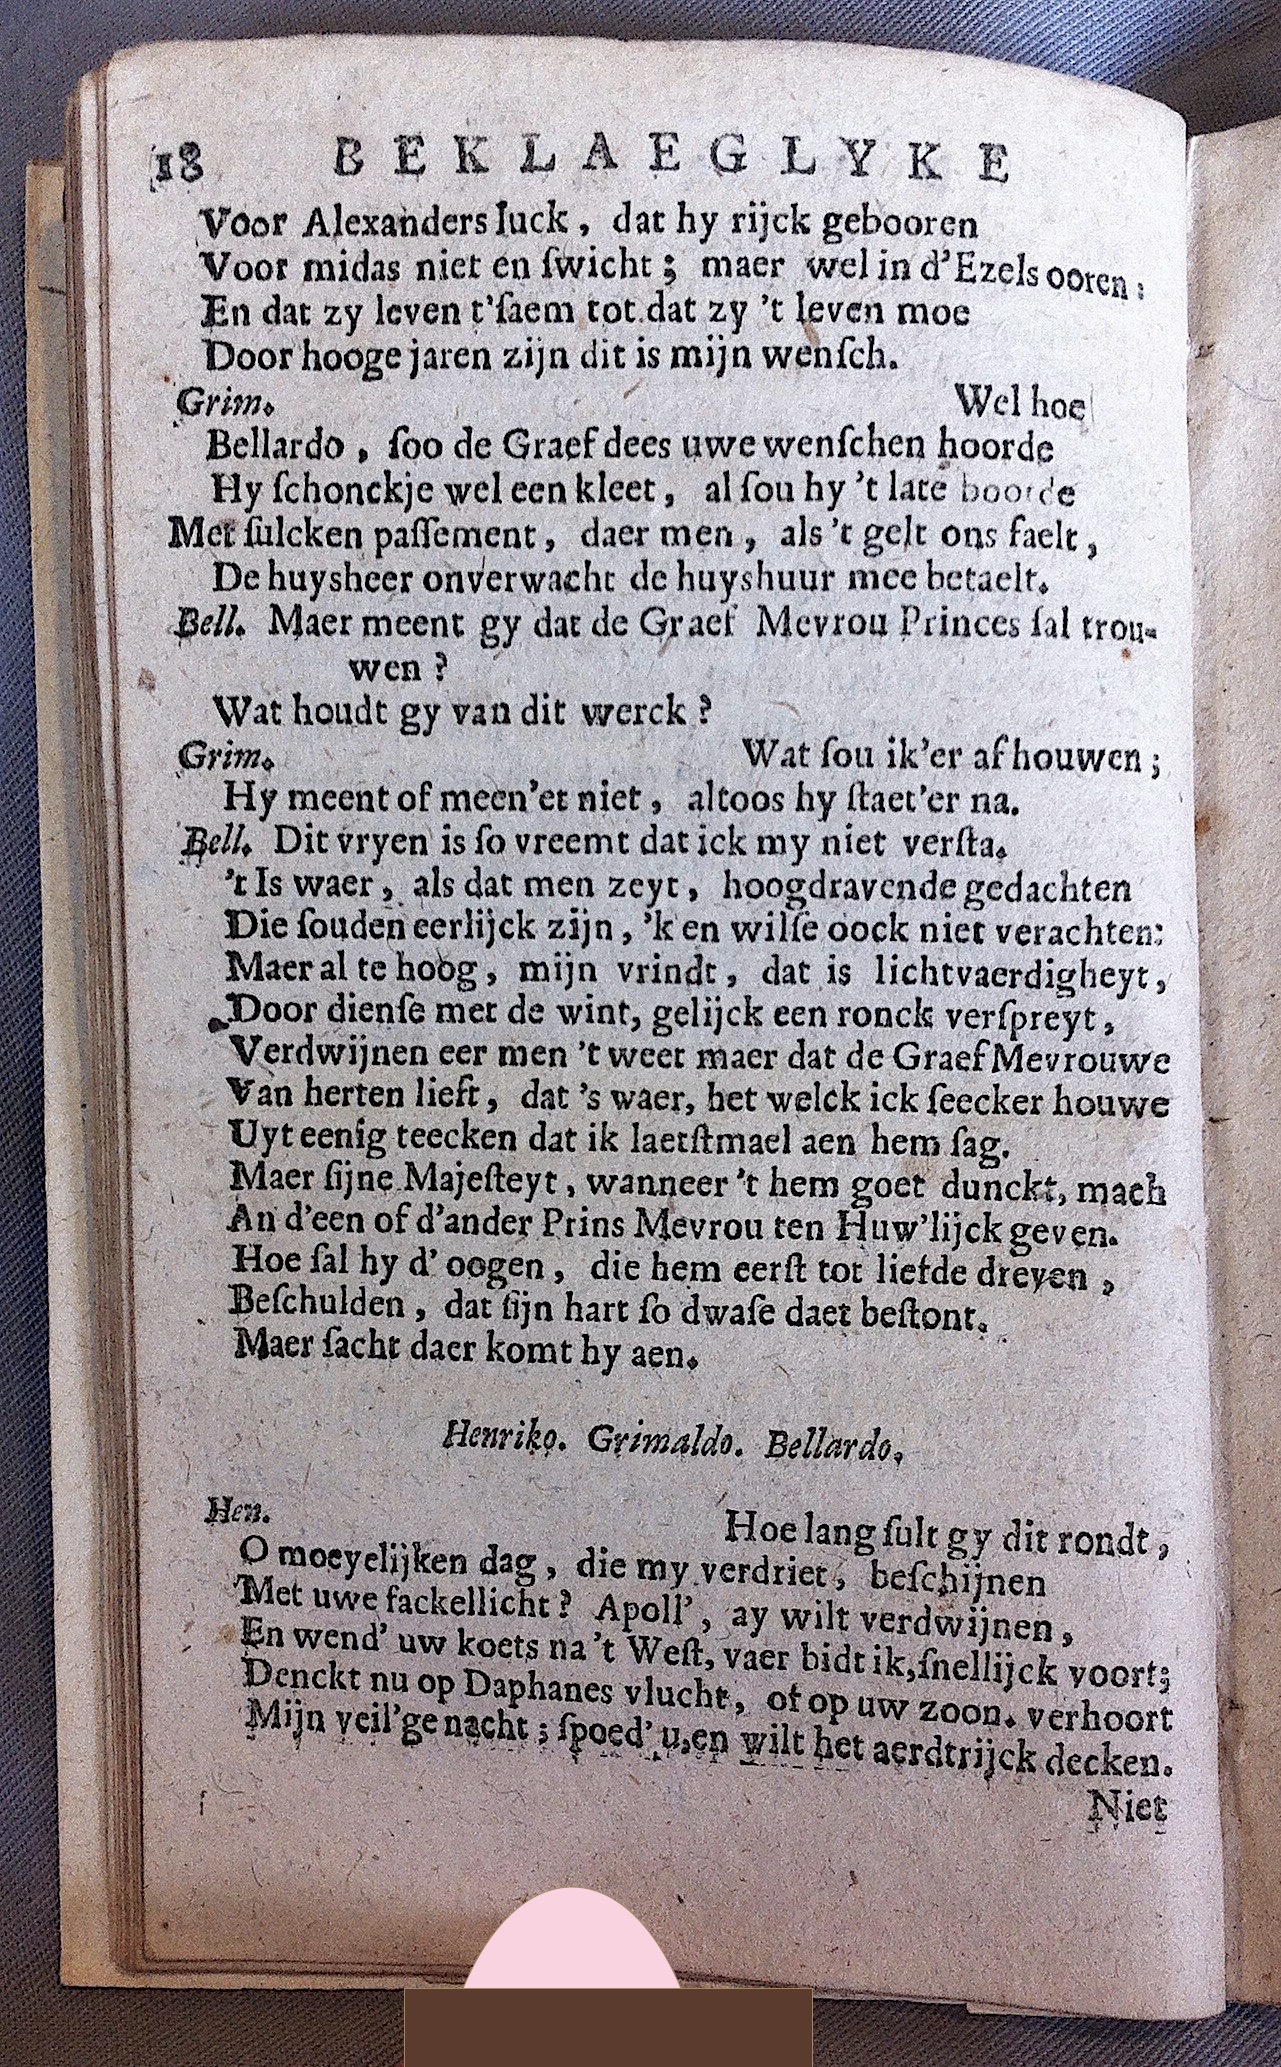 18 BEKLAEGLYKE
Voor Alexanders luck, dat hy rijck gebooren
Voor midas niet en ſwicht; maer wel in d'Ezels ooren:
En dat zy leven t'ſaem tot dat zy 't leven moe
Door hooge jaren zijn dit is mijn wenſch.
Grim. Wel hoe
Bellardo, ſoo de Graef dees uwe wenſchen hoorde
Hy ſchonckje wel een kleet, al ſou hy 't late boorde
Met ſulcken paſſement, daer men, als 't gelt ons faelt,
De huysheer onverwacht de huyshuur mee betaelt.
Bell. Maer meent gy dat de Graef Mevrou Princes ſal trou-
wen?
Wat houdt gy van dit werck?
Grim. Wat ſou ik'er af houwen;
Hy meent of meen'et niet, altoos hy ſtaet'er na.
Bell. Dit vryen is ſo vreemt dat ick my niet verſta.
't Is waer, als dat men zeyt, hoogdravende gedachten
Die ſouden eerlijck zijn, 'k en wilſe oock niet verachten:
Maer al te hoog, mijn vrindt, dat is lichtvaerdigheyt,
Door dienſe met de wint, gelijck een ronck verſpreyt,
Verdwijnen eer men 't weet maer dat de Graef Mevrouwe
Van herten lieft, dat 's waer, het welck ick ſeecker houwe
Uyt eenig teecken dat ik laetſtmael aen hem ſag.
Maer ſijne Majeſteyt, wanneer 't hem goet dunckt, mach
An d'een of d'ander Prins Mevrou ten Huw'lijck geven.
Hoe ſal hy d' oogen, die hem eerſt tot liefde dreven,
Beſchulden, dat ſijn hart ſo dwaſe daet beſtont.
Maer ſacht daer komt hy aen.
Henriko. Grimaldo. Bellardo.
Hen. Hoe lang ſult gy dit rondt,
O moeyelijken dag, die my verdriet, beſchijnen
Met uwe fackellicht? Apoll', ay wilt verdwijnen,
En wend' uw koets na 't Weſt, vaer bidt ik, ſnellijck voort;
Denckt nu op Daphanes vlucht, of op uw zoon. verhoort
Mijn veil'ge nacht; ſpoed' u, en wilt het aerdtrijck decken.
Niet